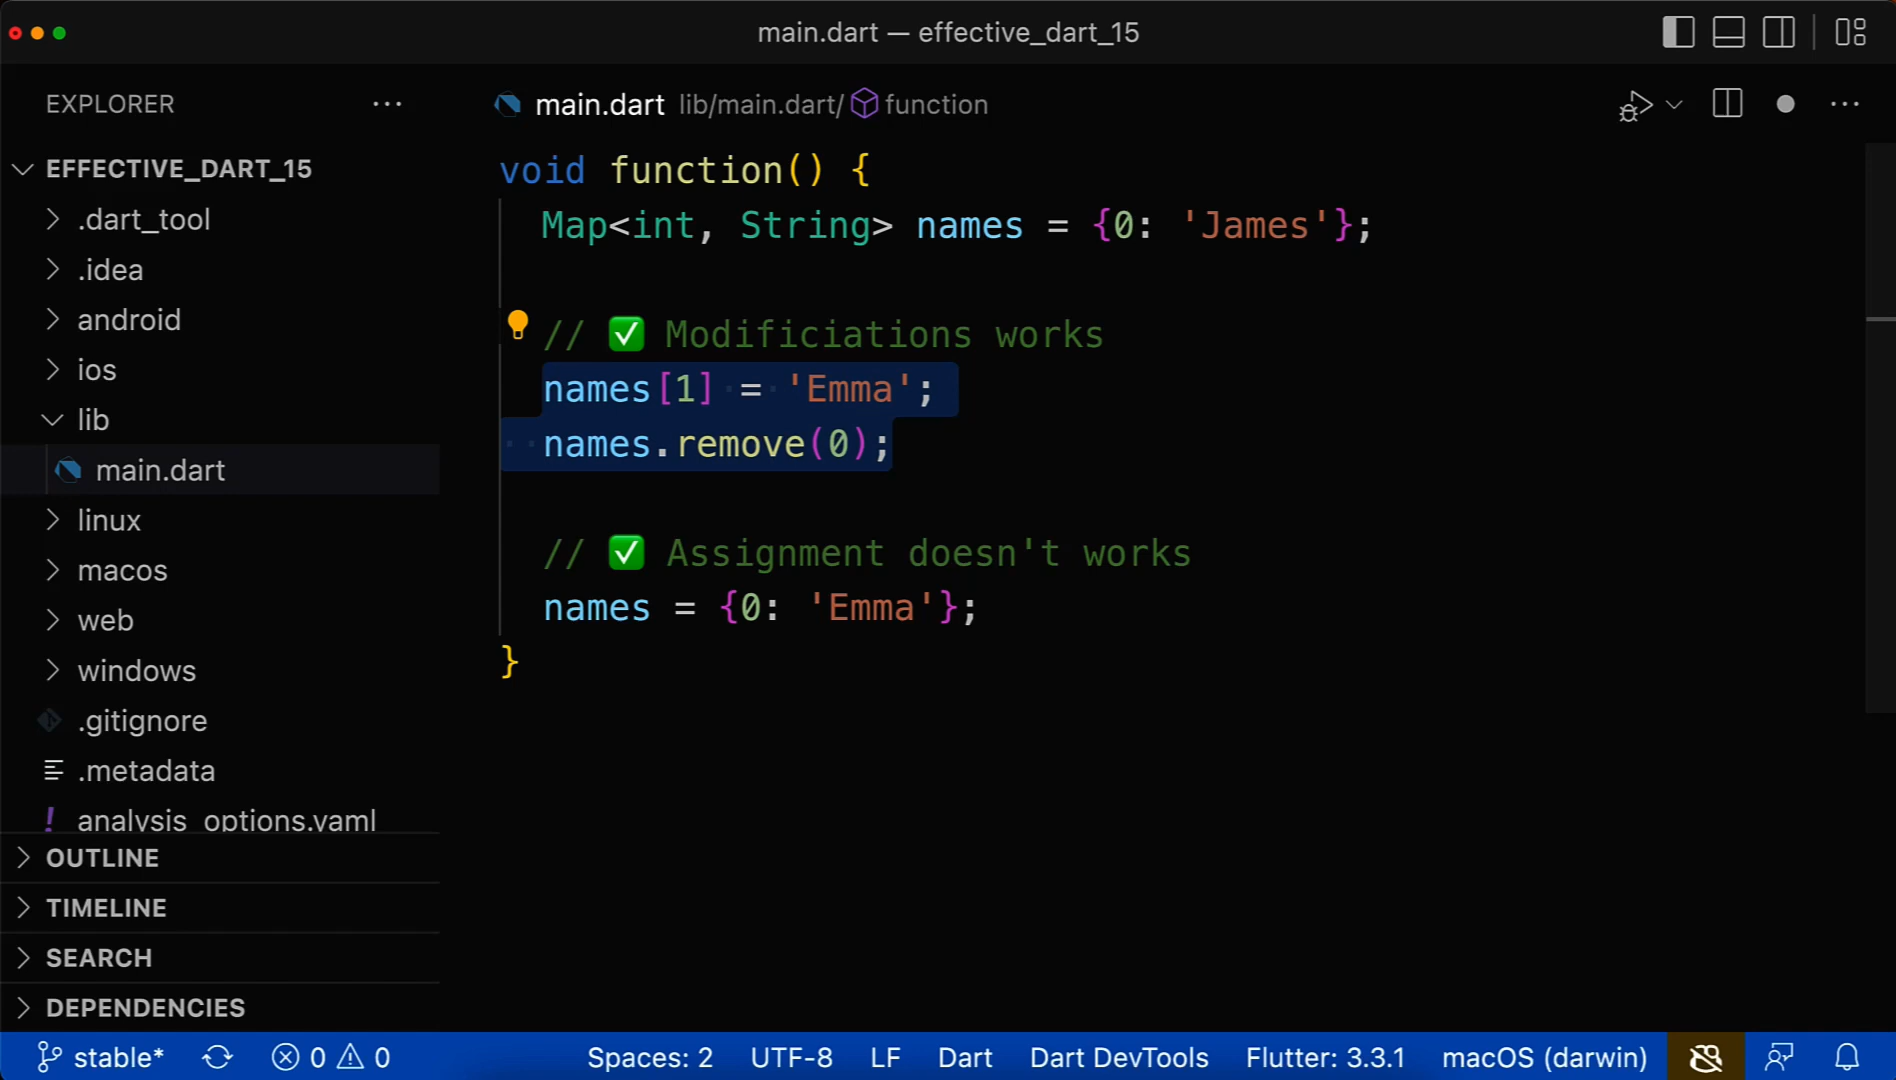 main.dart — effective_dart_15
EXPLORER
EFFECTIVE_DART_15
.dart_tool
.idea
android
ios
lib
main.dart
linux
macos
web
windows
.gitignore
.metadata
analysis_options.yaml
OUTLINE
TIMELINE
SEARCH
DEPENDENCIES
main.dart lib/main.dart/ function
void function() {
Map<int, String> names = {0: 'James'};
// ✅ Modificiations works
names[1] = 'Emma';
names.remove(0);
// ✅ Assignment doesn't works
names = {0: 'Emma'};
}
stable* 0 0 Spaces: 2 UTF-8 LF Dart Dart DevTools Flutter: 3.3.1 macOS (darwin)